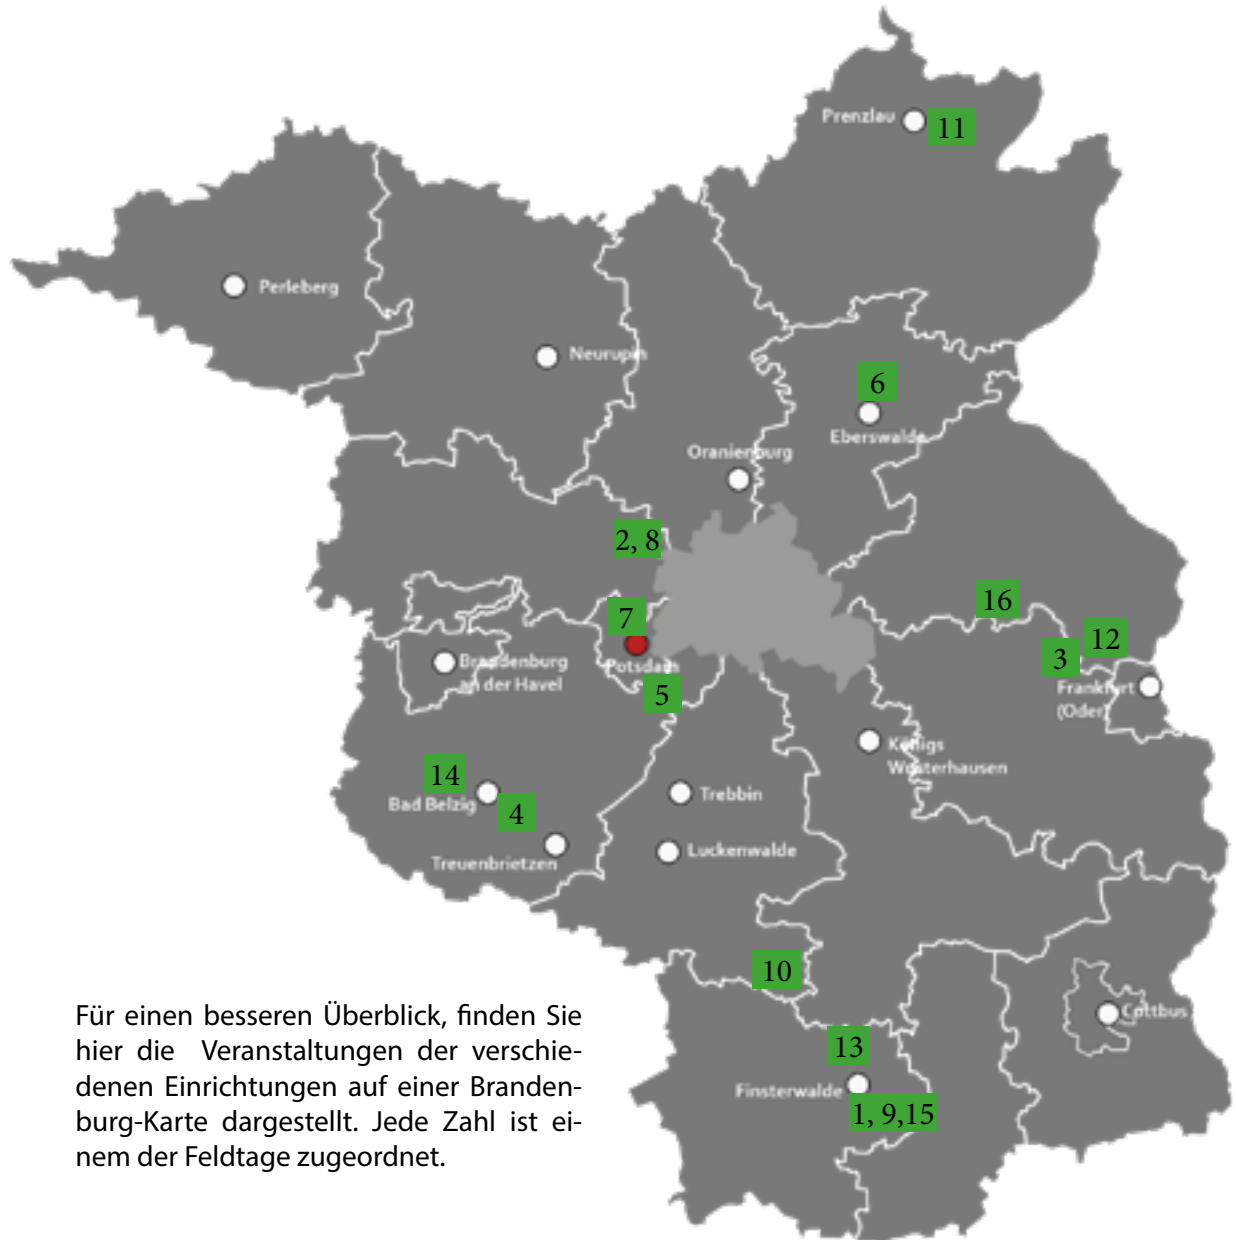 Prenzlau
11
Perleberg
Neurupin
6
Eberswalde
Oranienburg
2, 8
16
7
12
3
Brandenburg
an der Havel
Potsdam
5
Frankfurt
(Oder)
Königs
Wusterhausen
14
Bad Belzig
4
Trebbin
Treuenbrietzen
Luckenwalde
10
Cottbus
13
Finsterwalde
1, 9,15
Für einen besseren Überblick, finden Sie
hier die Veranstaltungen der verschie-
denen Einrichtungen auf einer Branden-
burg-Karte dargestellt. Jede Zahl ist ei-
nem der Feldtage zugeordnet.